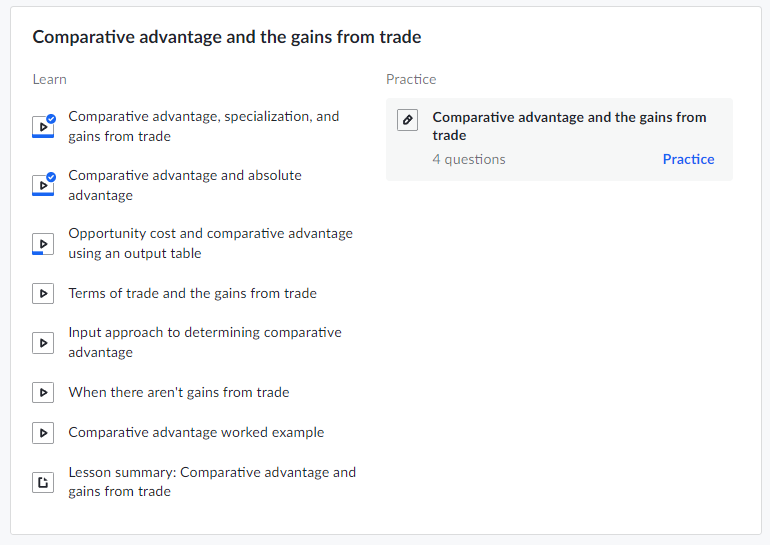 Comparative advantage and the gains from trade
Learn
Comparative advantage, specialization, and
gains from trade
Comparative advantage and absolute
advantage
Opportunity cost and comparative advantage
using an output table
Terms of trade and the gains from trade
Input approach to determining comparative
advantage
When there aren't gains from trade
Comparative advantage worked example
Lesson summary: Comparative advantage and
gains from trade
Practice
Comparative advantage and the gains from
trade
4 questions
Practice